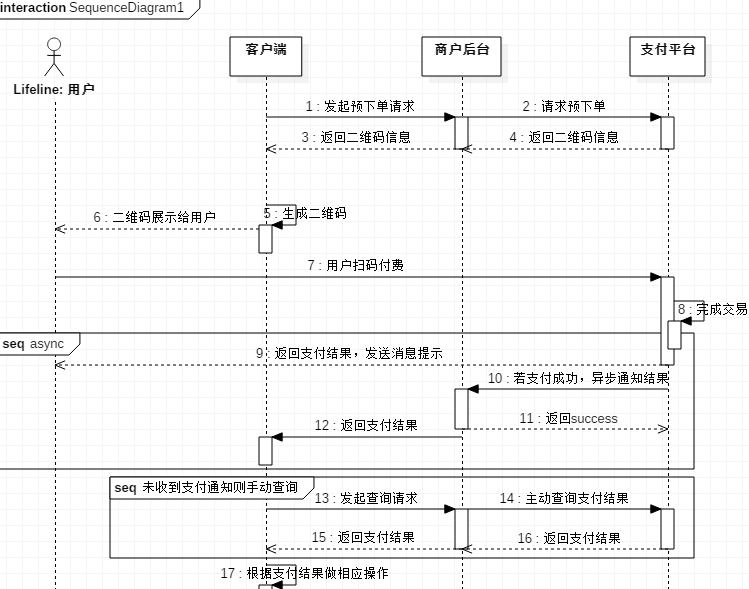 interaction SequenceDiagram1
客户端
商户后台
支付平台
Lifeline: 用户
1 : 发起预下单请求
2 : 请求预下单
3 : 返回二维码信息
4 : 返回二维码信息
5 : 生成二维码
6 : 二维码展示给用户
7 : 用户扫码付费
8 : 完成交易
seq async
9 : 返回支付结果，发送消息提示
10 : 若支付成功，异步通知结果
11 : 返回success
12 : 返回支付结果
seq 未收到支付通知则手动查询
13 : 发起查询请求
14 : 主动查询支付结果
15 : 返回支付结果
16 : 返回支付结果
17 : 根据支付结果做相应操作